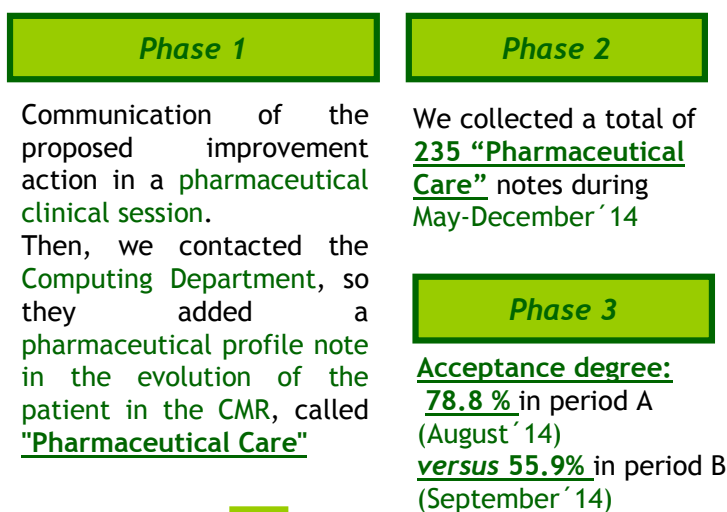 Phase 1
Communication of the
proposed improvement
action in a pharmaceutical
clinical session.
Then, we contacted the
Computing Department, so
they added a
pharmaceutical profile note
in the evolution of the
patient in the CMR, called
"Pharmaceutical Care"
Phase 2
We collected a total of
235 “Pharmaceutical
Care” notes during
May-December´14
Phase 3
Acceptance degree:
78.8 % in period A
(August´14)
versus 55.9% in period B
(September´14)